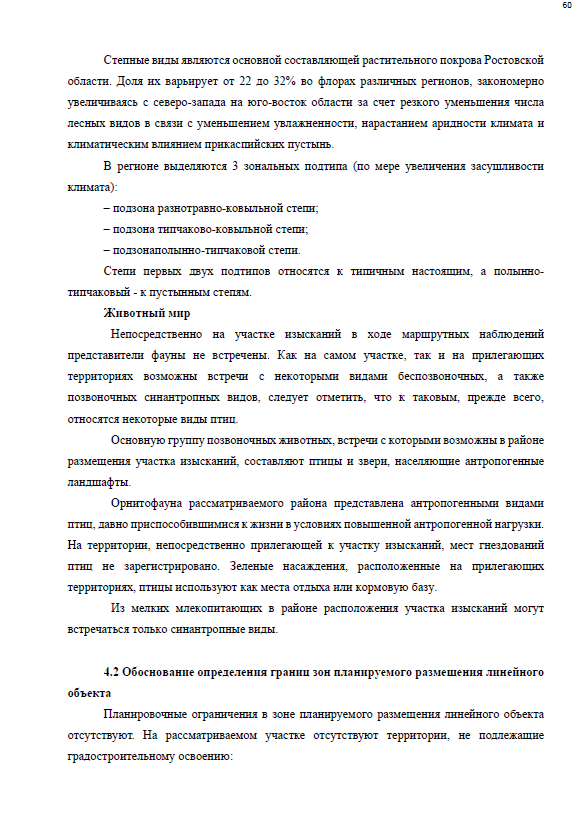 60
Степные виды являются основной составляющей растительного покрова Ростовской
области. Доля их варьирует от 22 до 32% во флорах различных регионов, закономерно
увеличиваясь с северо-запада на юго-восток области за счет резкого уменьшения числа
лесных видов в связи с уменьшением увлажненности, нарастанием аридности климата и
климатическим влиянием прикаспийских пустынь.
В регионе выделяются 3 зональных подтипа (по мере увеличения засушливости
климата):
– подзона разнотравно-ковыльной степи;
– подзона типчаково-ковыльной степи;
– подзонаполынно-типчаковой степи.
Степи первых двух подтипов относятся к типичным настоящим, а полынно-
типчаковый - к пустынным степям.
Животный мир
Непосредственно на участке изысканий в ходе маршрутных наблюдений
представители фауны не встречены. Как на самом участке, так и на прилегающих
территориях возможны встречи с некоторыми видами беспозвоночных, а также
позвоночных синантропных видов, следует отметить, что к таковым, прежде всего,
относятся некоторые виды птиц.
Основную группу позвоночных животных, встречи с которыми возможны в районе
размещения участка изысканий, составляют птицы и звери, населяющие антропогенные
ландшафты.
Орнитофауна рассматриваемого района представлена антропогенными видами
птиц, давно приспособившимися к жизни в условиях повышенной антропогенной нагрузки.
На территории, непосредственно прилегающей к участку изысканий, мест гнездований
птиц не зарегистрировано. Зеленые насаждения, расположенные на прилегающих
территориях, птицы используют как места отдыха или кормовую базу.
Из мелких млекопитающих в районе расположения участка изысканий могут
встречаться только синантропные виды.
4.2 Обоснование определения границ зон планируемого размещения линейного
объекта
Планировочные ограничения в зоне планируемого размещения линейного объекта
отсутствуют. На рассматриваемом участке отсутствуют территории, не подлежащие
градостроительному освоению: